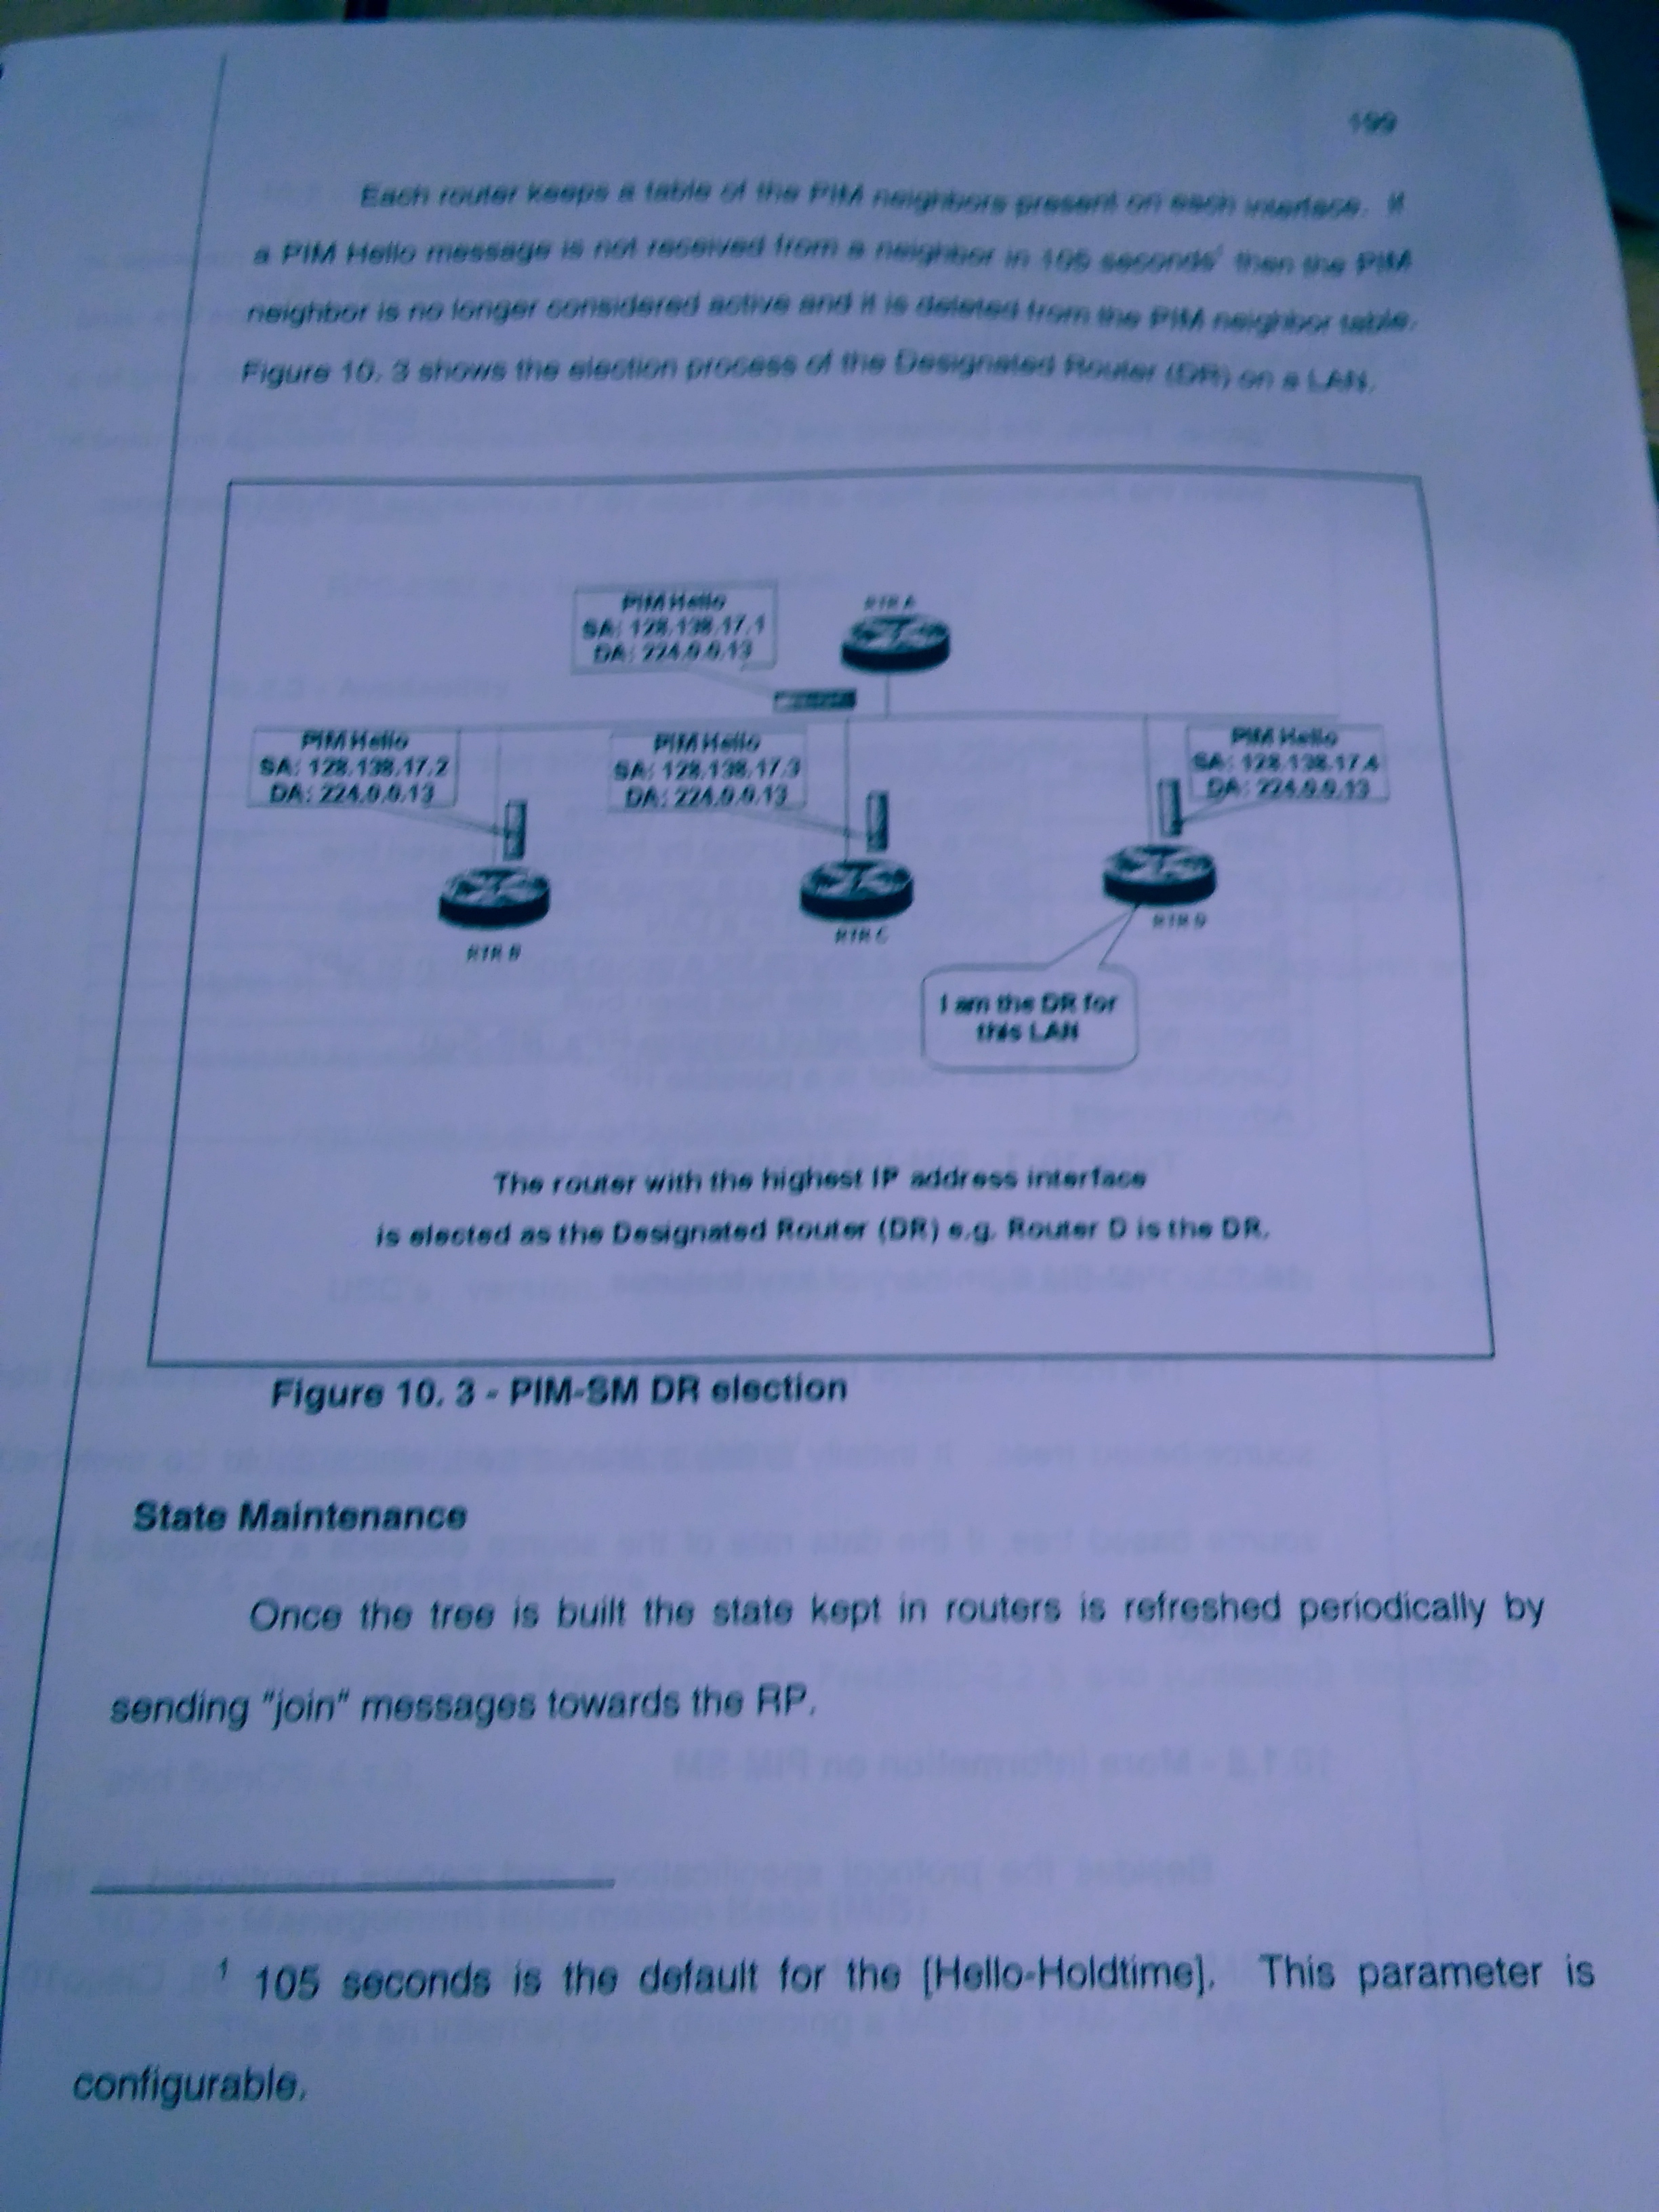 199
Each router keeps a table of the PIM neighbors present on each interface. If
a PIM Hello message is not received from a neighbor in 105 seconds¹ then the PIM
neighbor is no longer considered active and it is deleted from the PIM neighbor table.
Figure 10. 3 shows the election process of the Designated Router (DR) on a LAN.
PIM Hello
SA: 128.138.17.1
DA: 224.0.0.13
RTR A
PIM Hello
SA: 128.138.17.2
DA: 224.0.0.13
RTR B
PIM Hello
SA: 128.138.17.3
DA: 224.0.0.13
RTR C
PIM Hello
SA: 128.138.17.4
DA: 224.0.0.13
RTR D
I am the DR for
this LAN
The router with the highest IP address interface
is elected as the Designated Router (DR) e.g. Router D is the DR.
Figure 10. 3 - PIM-SM DR election
State Maintenance
Once the tree is built the state kept in routers is refreshed periodically by
sending "join" messages towards the RP.
¹ 105 seconds is the default for the [Hello-Holdtime]. This parameter is
configurable.